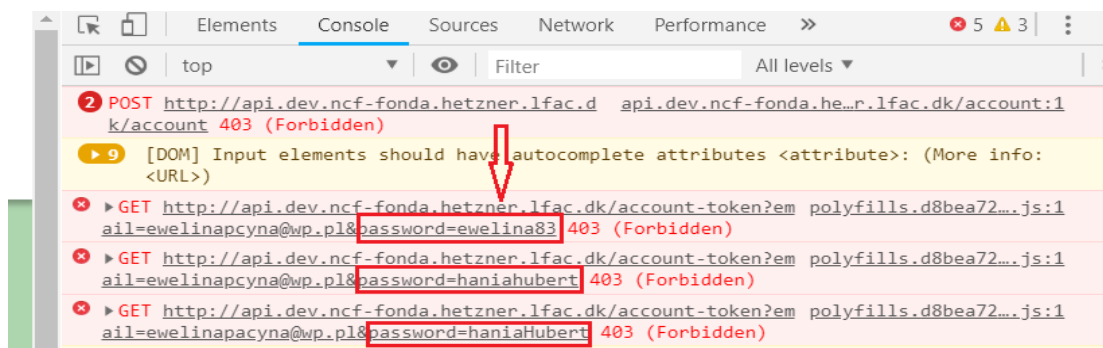 Elements Console Sources Network Performance » 5 3
top Filter All levels ▼
2 POST http://api.dev.ncf-fonda.hetzner.lfac.d api.dev.ncf-fonda.he…r.lfac.dk/account:1
k/account 403 (Forbidden)
9 [DOM] Input elements should have autocomplete attributes <attribute>: (More info:
<URL>)
GET http://api.dev.ncf-fonda.hetzner.lfac.dk/account-token?em polyfills.d8bea72….js:1
ail=ewelinapcyna@wp.pl&password=ewelina83 403 (Forbidden)
GET http://api.dev.ncf-fonda.hetzner.lfac.dk/account-token?em polyfills.d8bea72….js:1
ail=ewelinapcyna@wp.pl&password=haniahubert 403 (Forbidden)
GET http://api.dev.ncf-fonda.hetzner.lfac.dk/account-token?em polyfills.d8bea72….js:1
ail=ewelinapacyna@wp.pl&password=haniaHubert 403 (Forbidden)